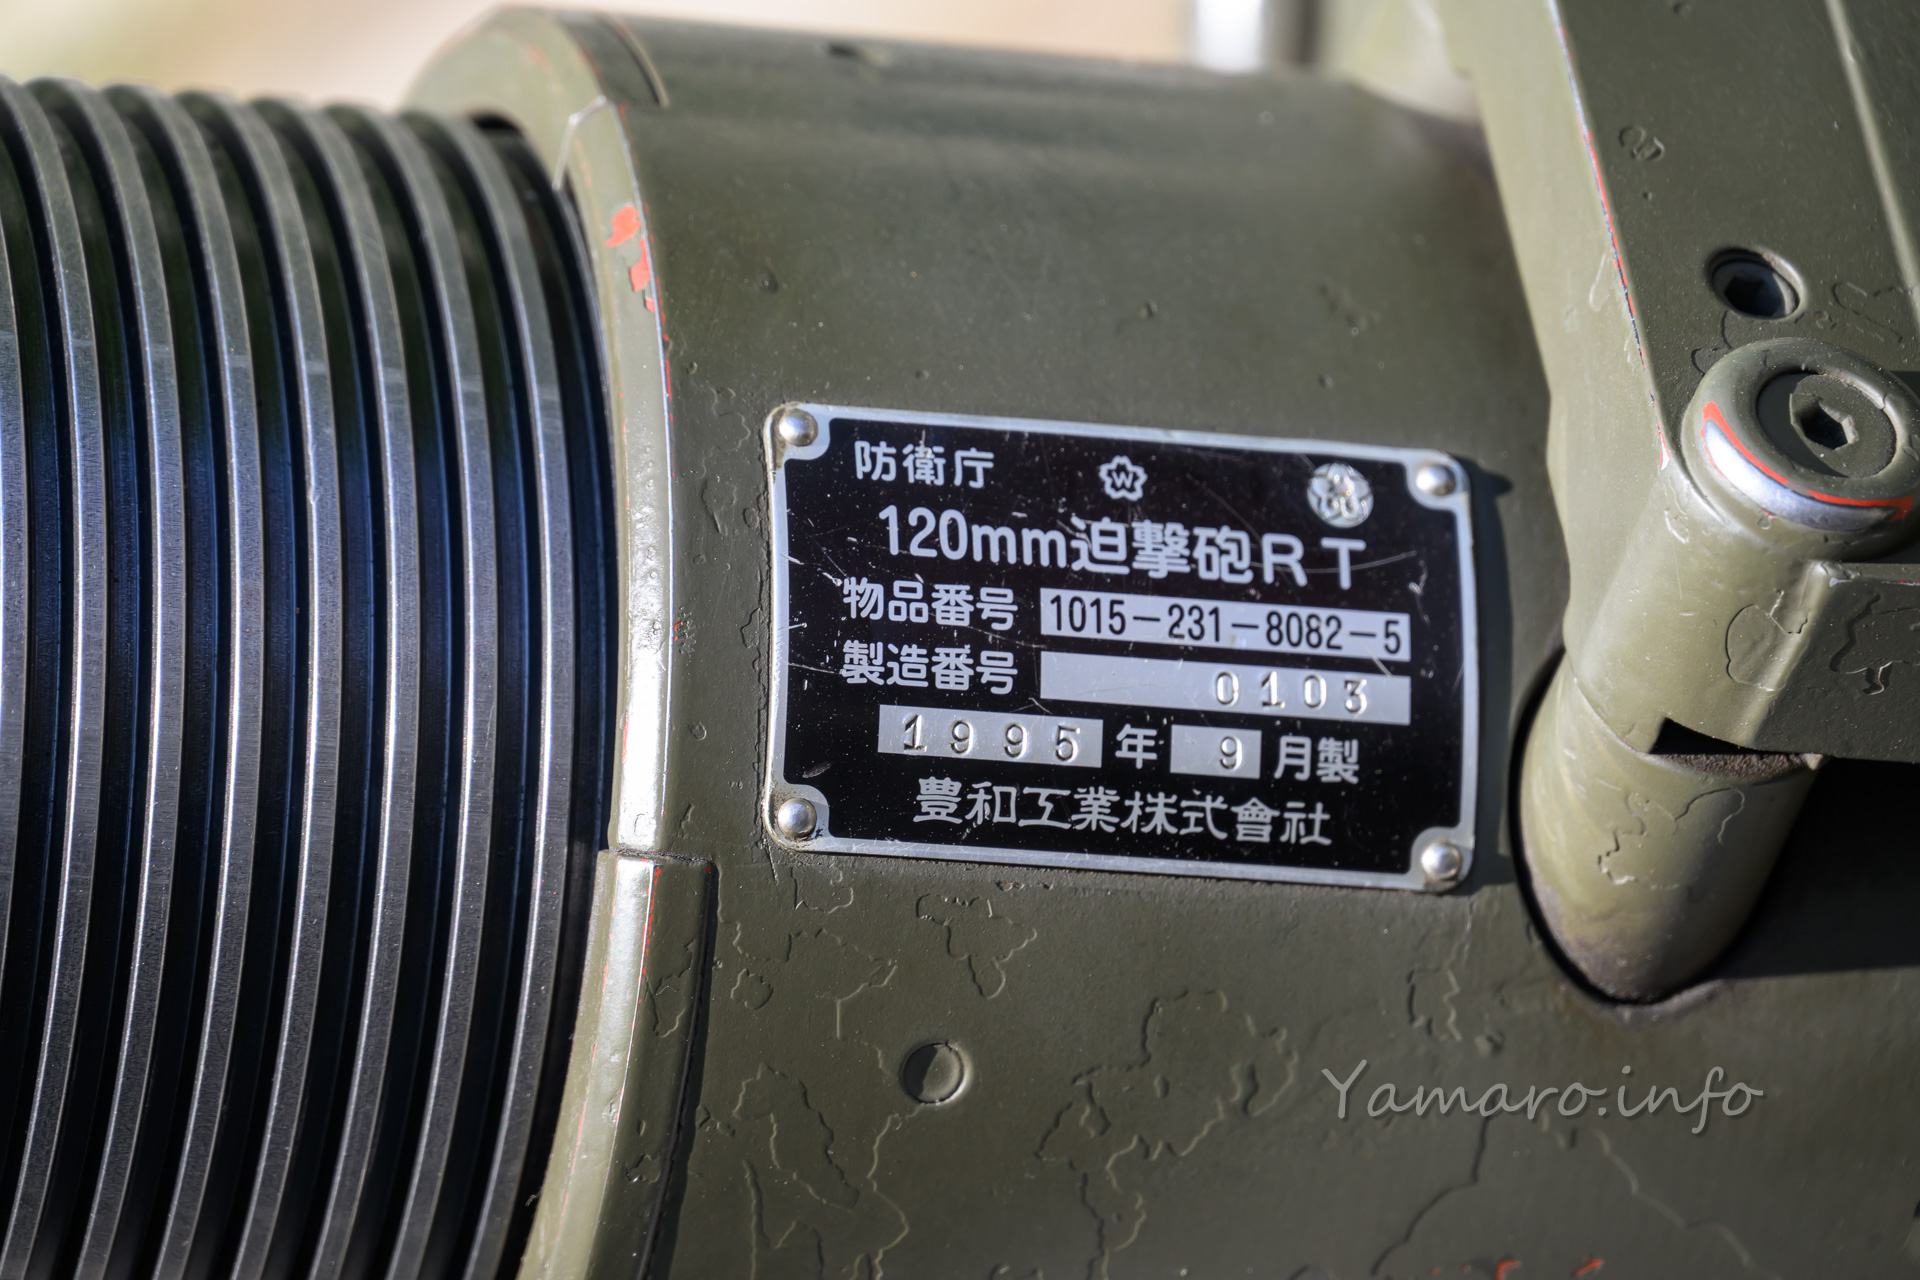 防衛庁 W
120mm迫撃砲RT
物品番号 1015-231-8082-5
製造番号 0103
1995年 9月製
豊和工業株式會社
Yamaro.info